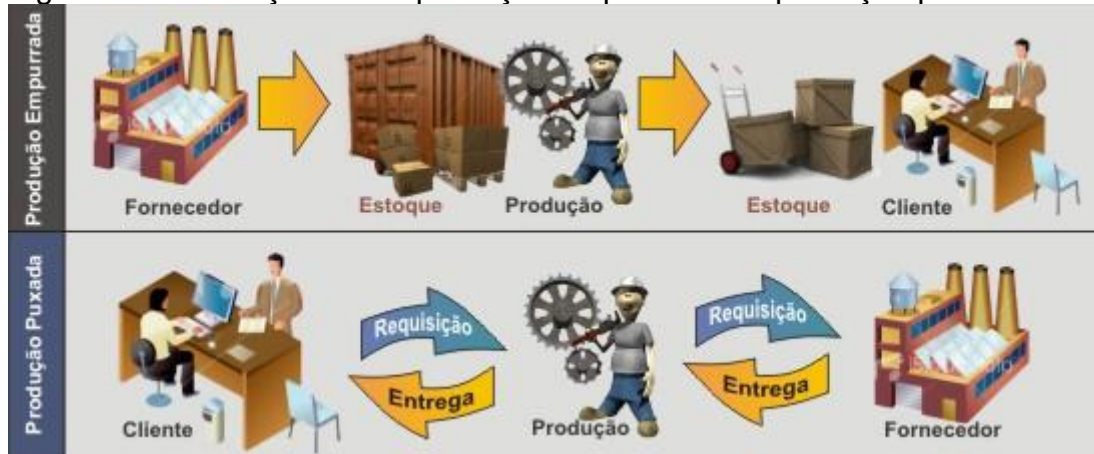 Produção Empurrada
Fornecedor
Estoque
Produção
Estoque
Cliente
Produção Puxada
Requisição
Entrega
Requisição
Entrega
Cliente
Produção
Fornecedor